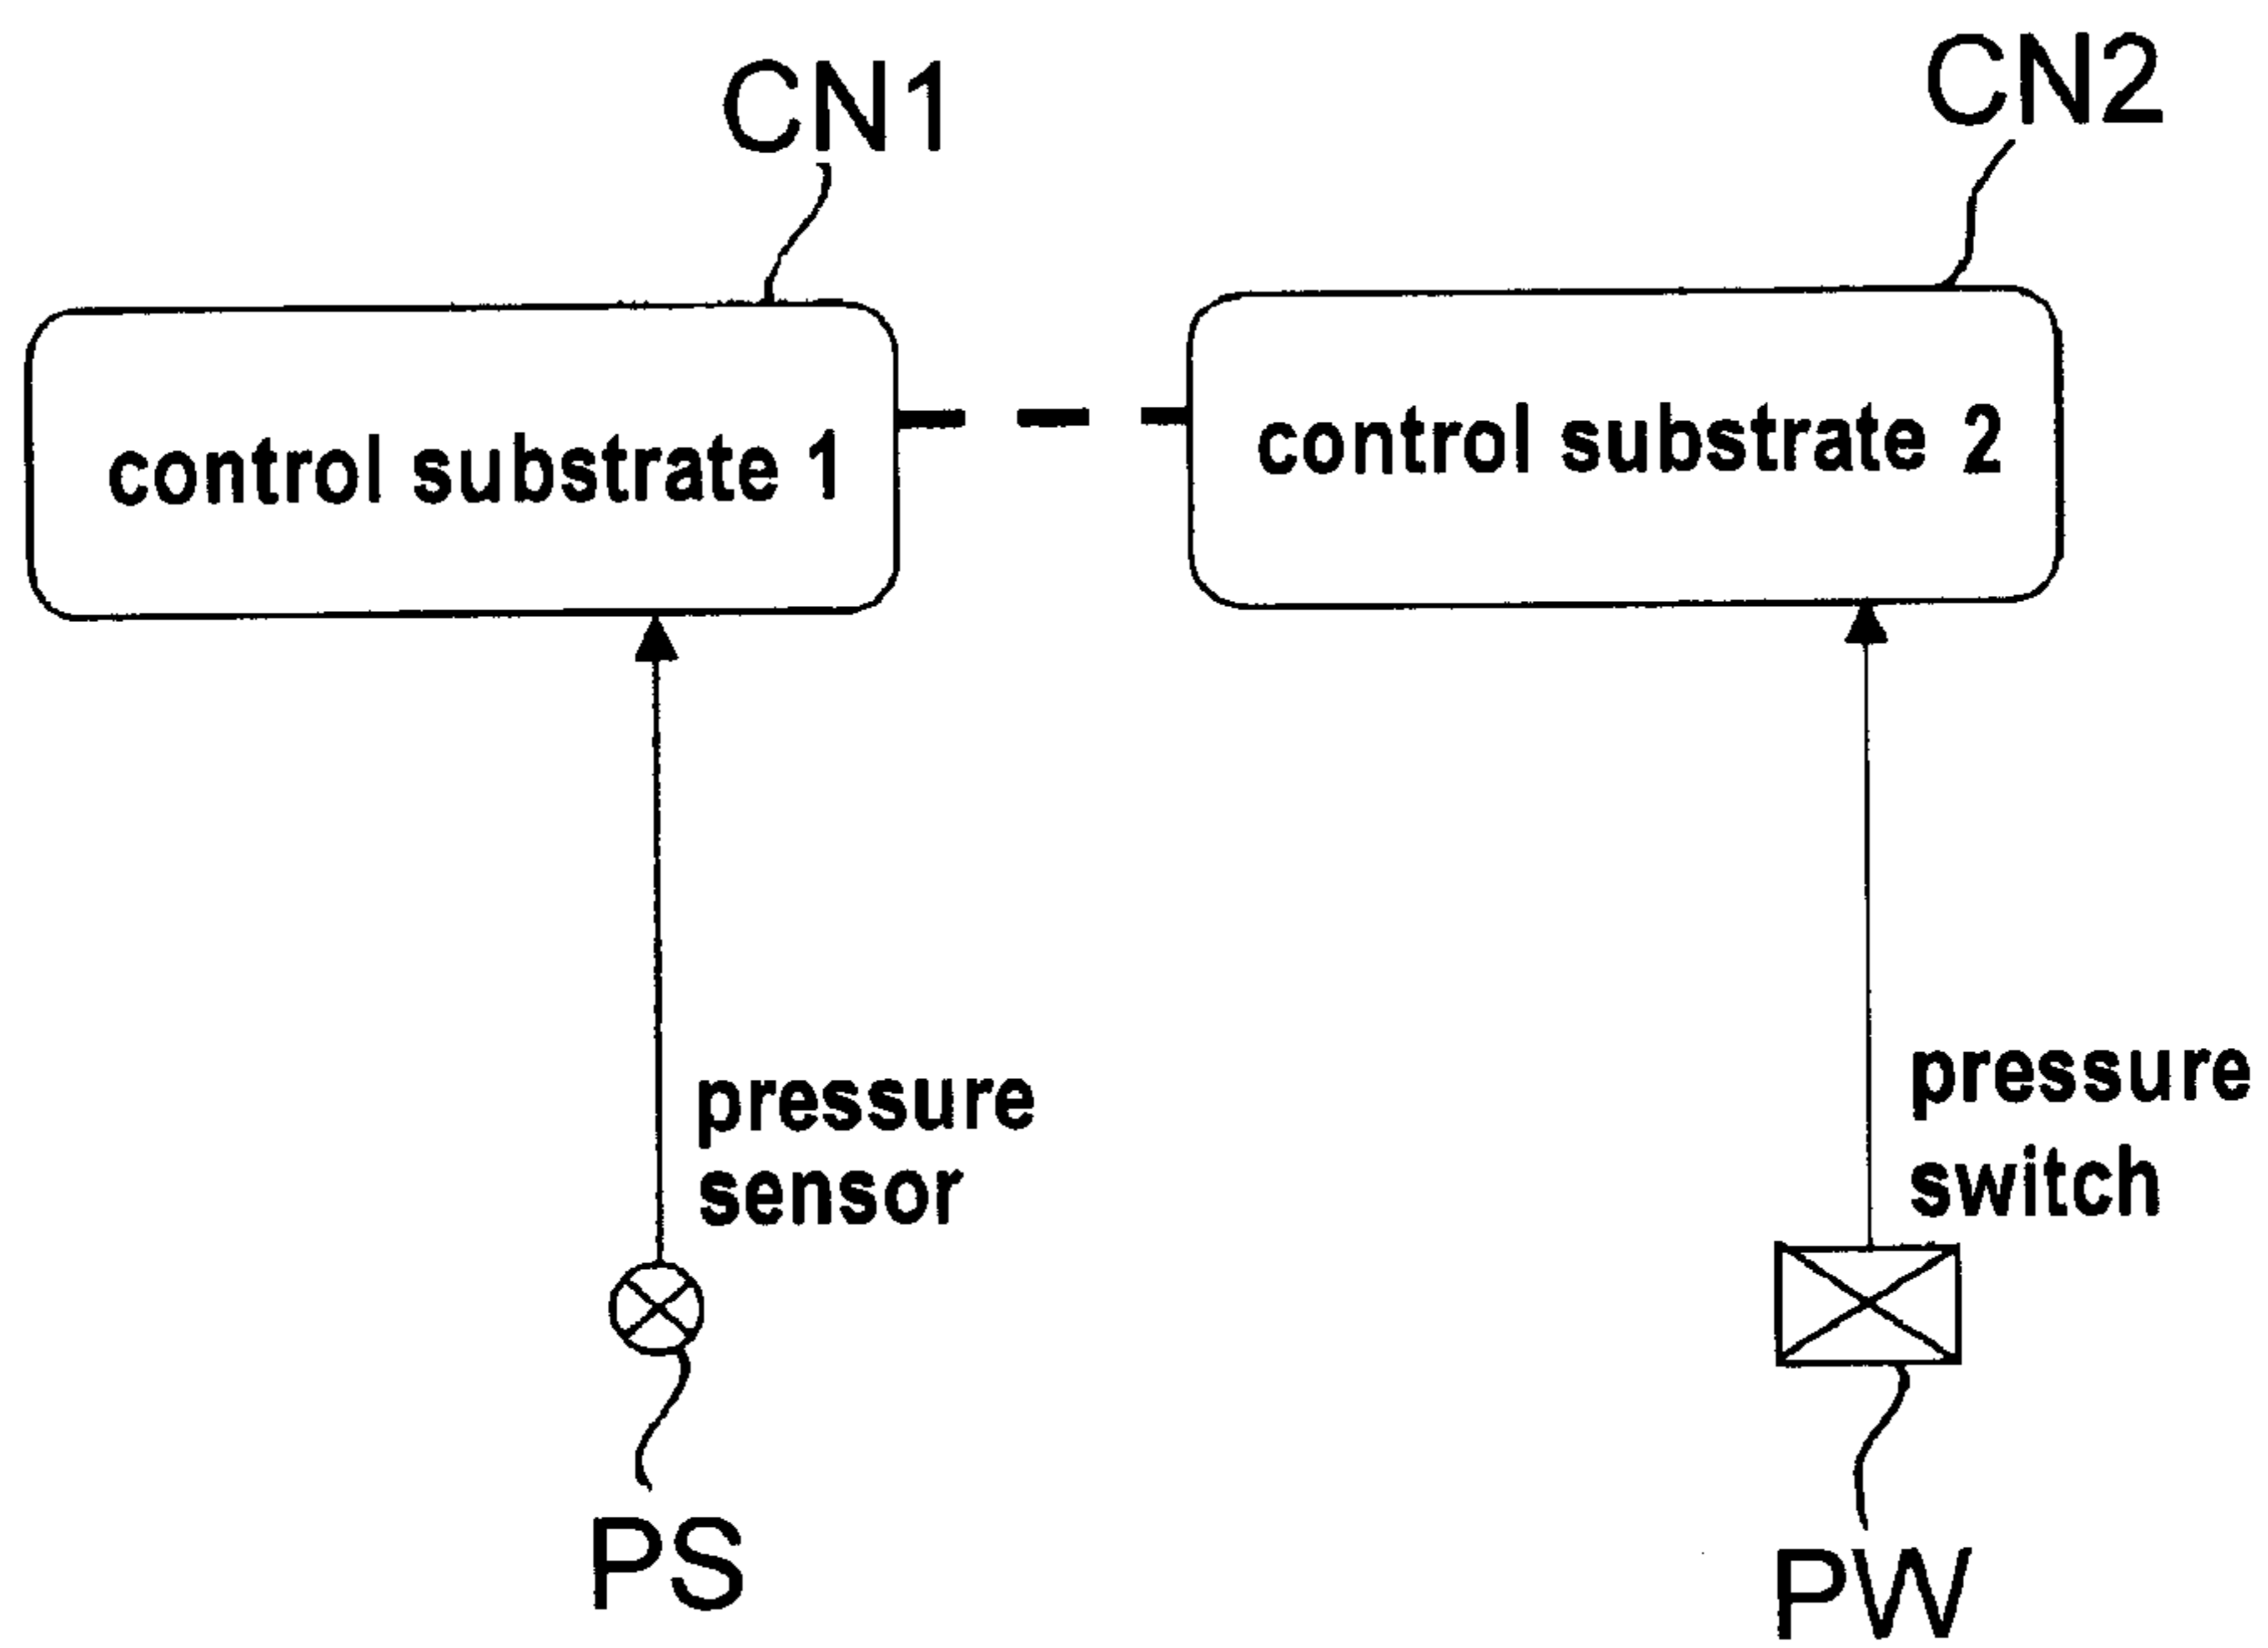 CN1
CN2
control substrate 1
control substrate 2
pressure
sensor
pressure
switch
PS
PW